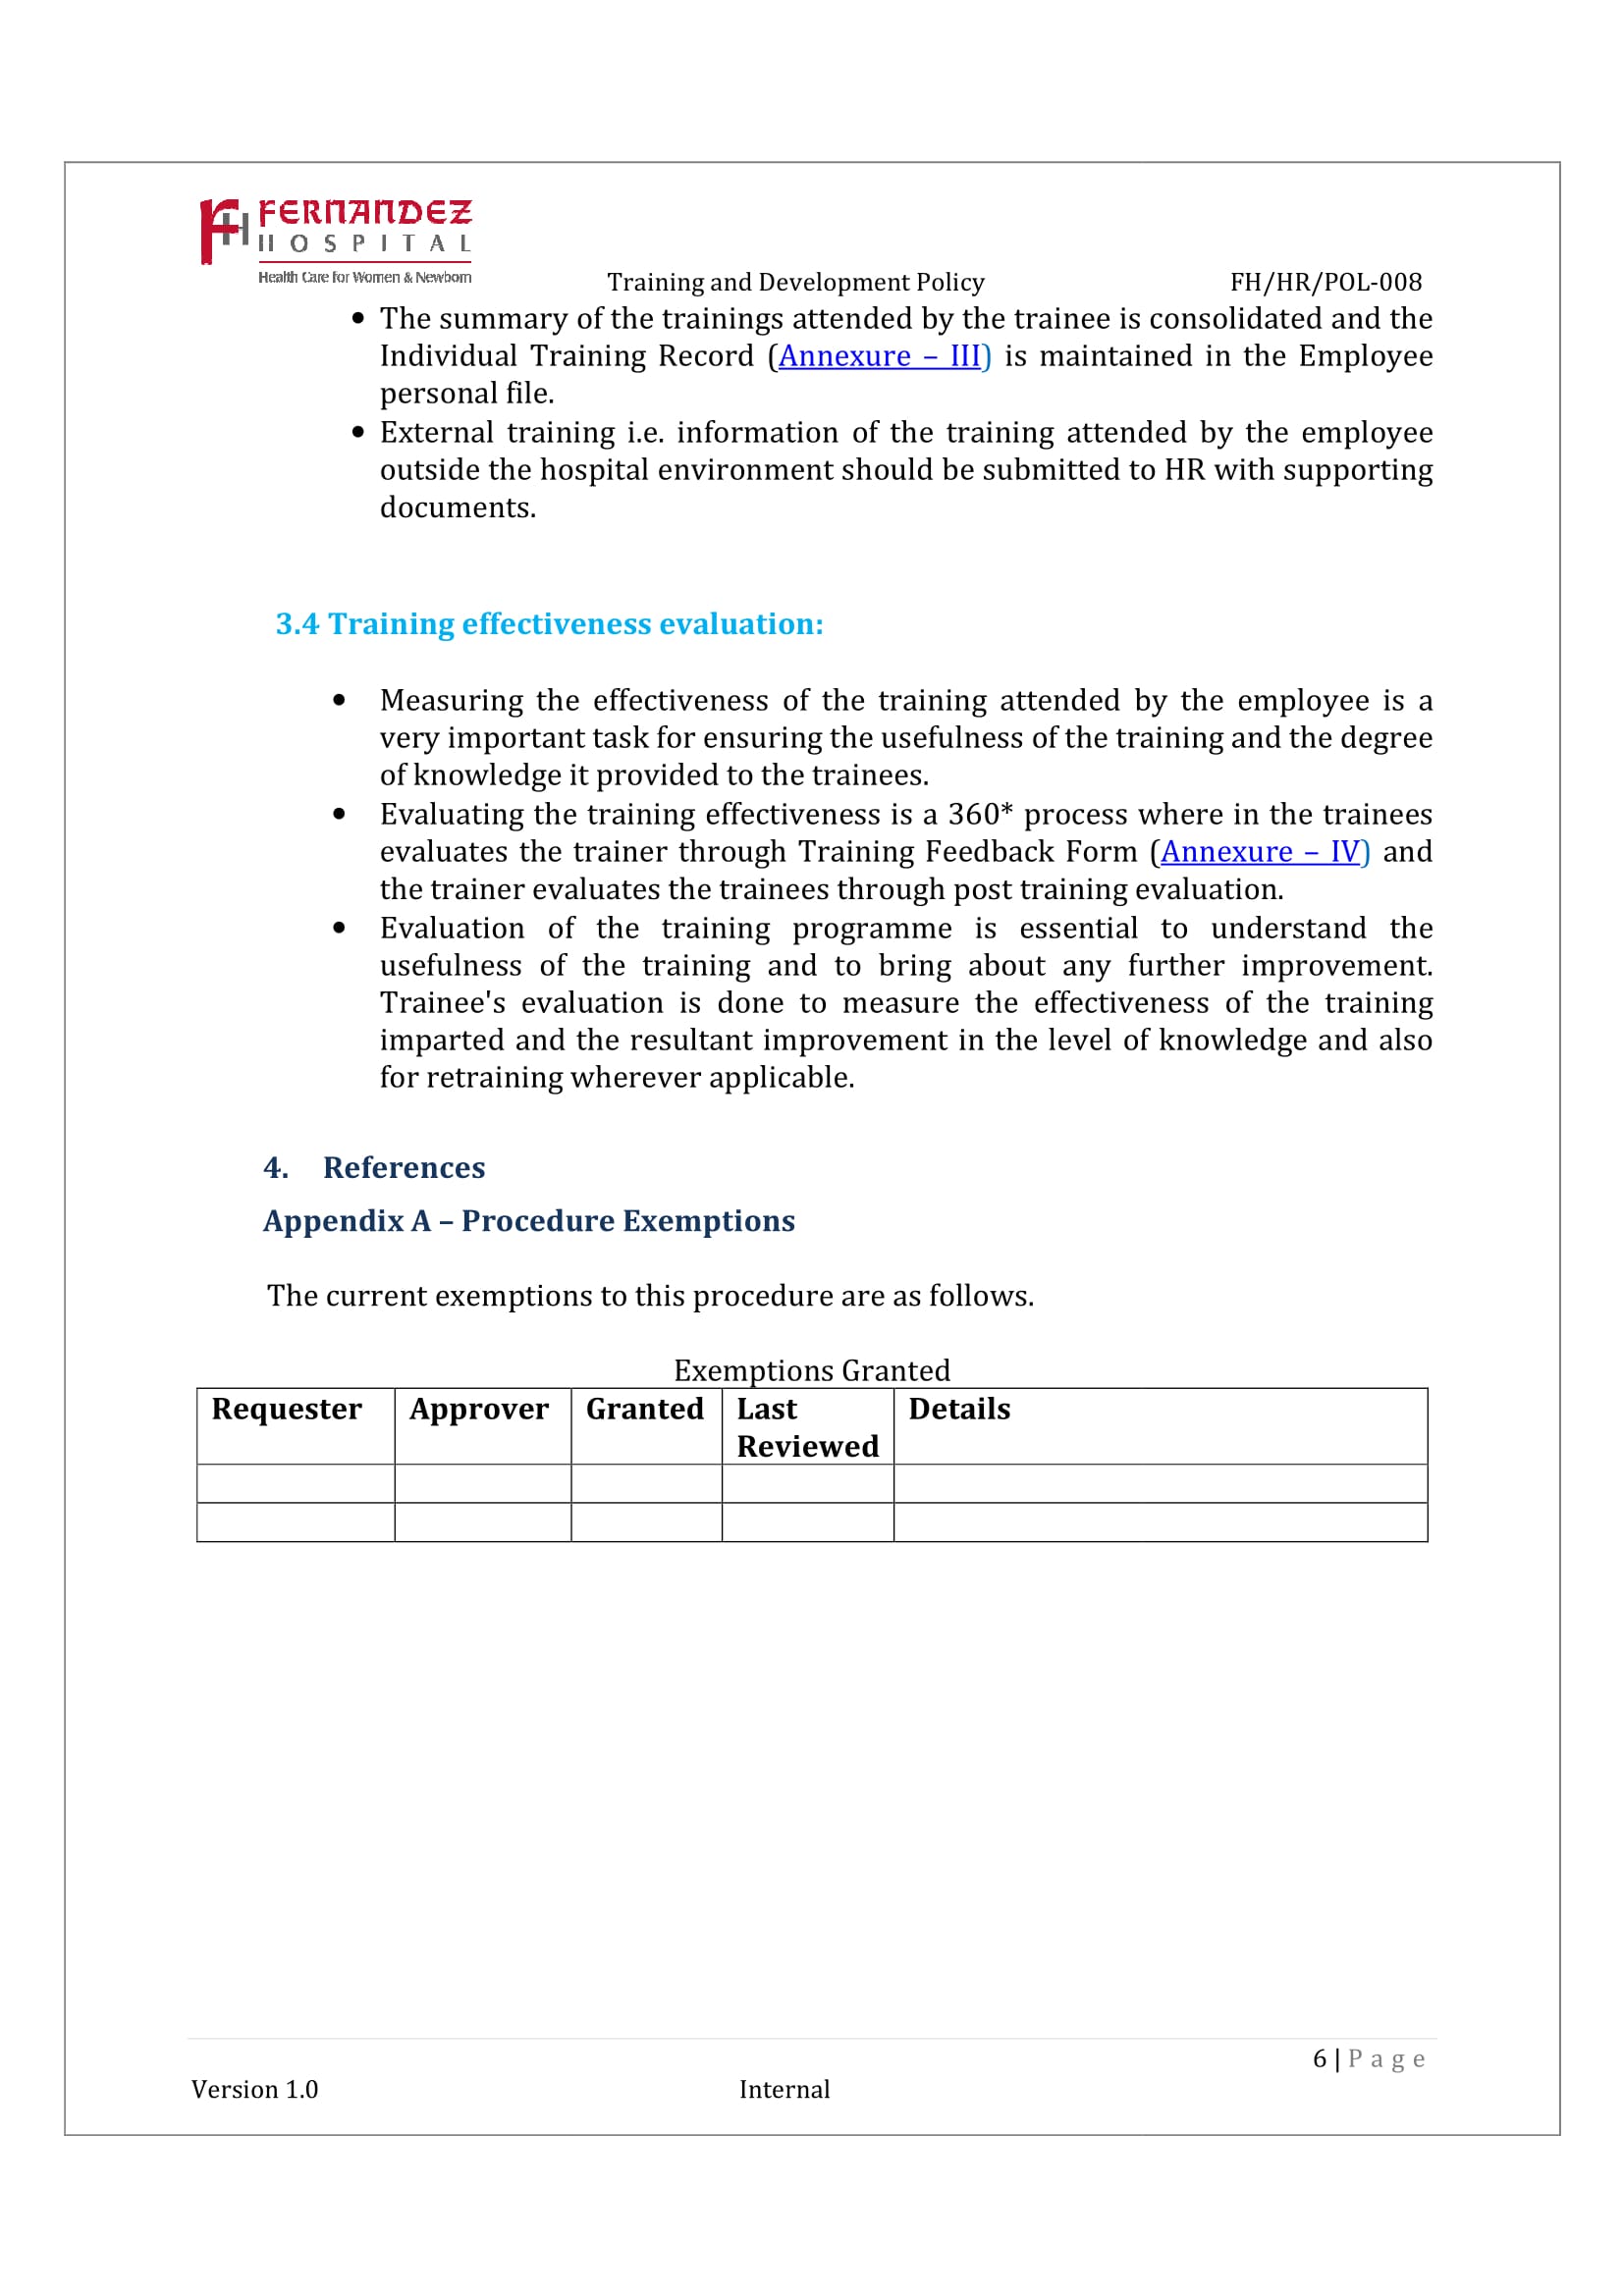 FERNANDEZ
HOSPITAL
Health Care for Women & Newborn
Training and Development Policy FH/HR/POL-008
• The summary of the trainings attended by the trainee is consolidated and the
Individual Training Record (Annexure – III) is maintained in the Employee
personal file.
• External training i.e. information of the training attended by the employee
outside the hospital environment should be submitted to HR with supporting
documents.
3.4 Training effectiveness evaluation:
• Measuring the effectiveness of the training attended by the employee is a
very important task for ensuring the usefulness of the training and the degree
of knowledge it provided to the trainees.
• Evaluating the training effectiveness is a 360* process where in the trainees
evaluates the trainer through Training Feedback Form (Annexure – IV) and
the trainer evaluates the trainees through post training evaluation.
• Evaluation of the training programme is essential to understand the
usefulness of the training and to bring about any further improvement.
Trainee's evaluation is done to measure the effectiveness of the training
imparted and the resultant improvement in the level of knowledge and also
for retraining wherever applicable.
4. References
Appendix A – Procedure Exemptions
The current exemptions to this procedure are as follows.
Exemptions Granted
Requester Approver Granted Last Reviewed Details
6 | Page
Version 1.0 Internal